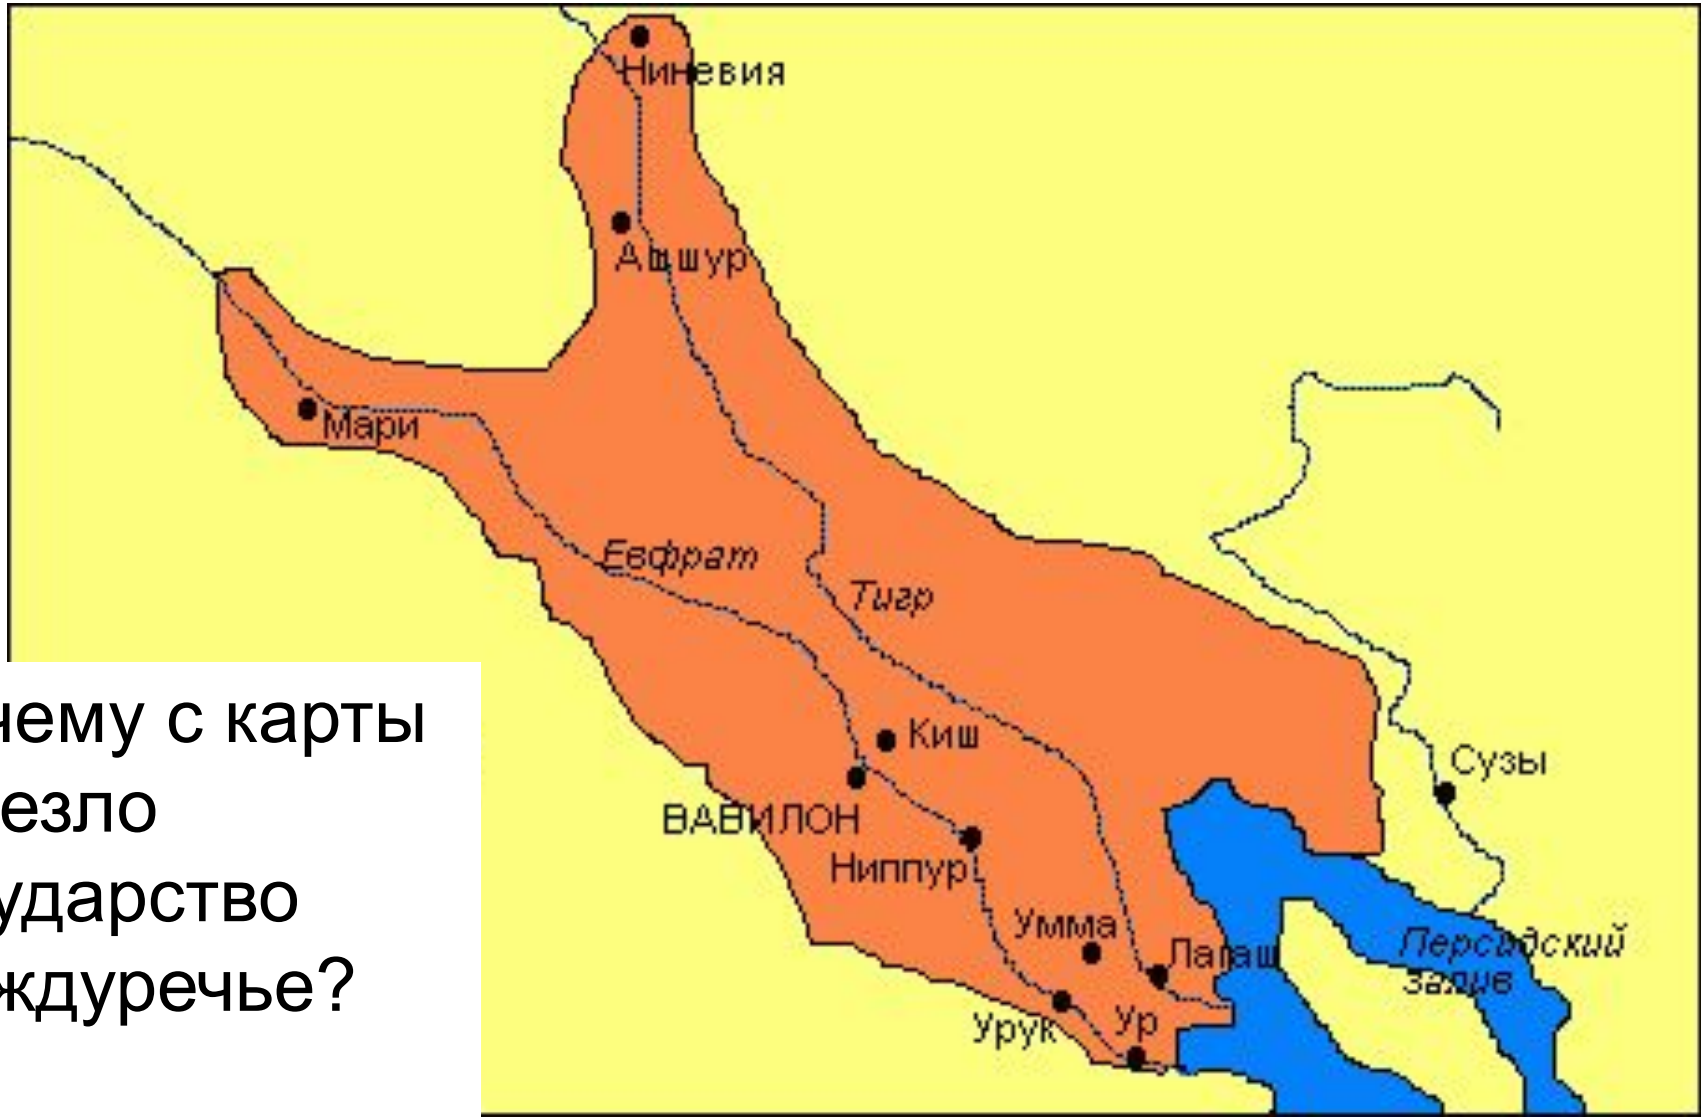 Ниневия
Ашшур
Мари
Евфрат
Тигр
Киш
ВАВИЛОН
Ниппур
Сузы
Умма
Лагаш
Персидский
залив
Урук
Ур
чему с карты
езло
ударство
ждуречье?